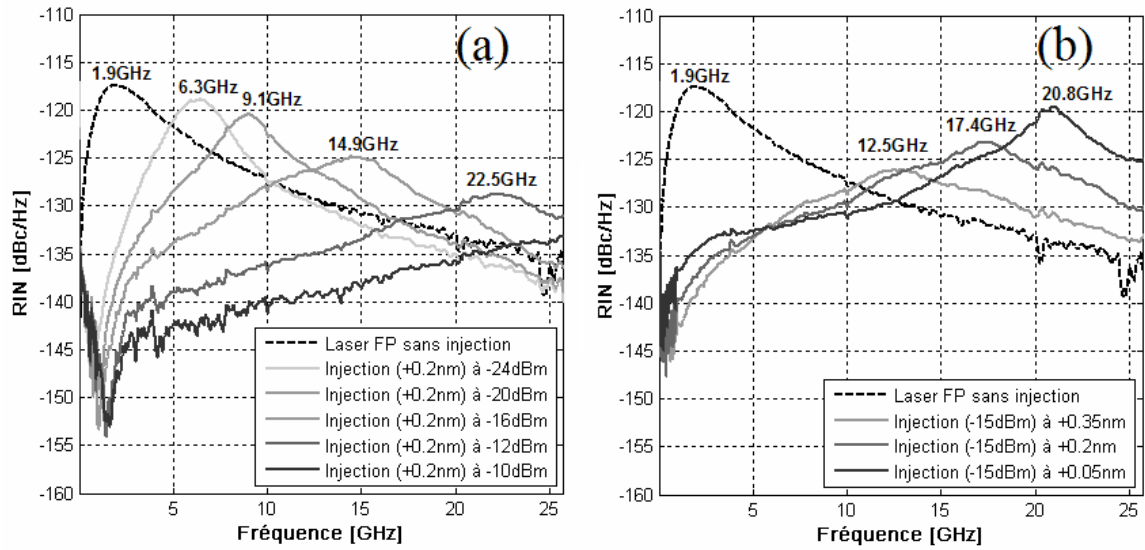 (a)
RIN [dBc/Hz]
-110
-115
-120
-125
-130
-135
-140
-145
-150
-155
-160
1.9GHz
6.3GHz
9.1GHz
14.9GHz
22.5GHz
Laser FP sans injection
Injection (+0.2nm) à -24dBm
Injection (+0.2nm) à -20dBm
Injection (+0.2nm) à -16dBm
Injection (+0.2nm) à -12dBm
Injection (+0.2nm) à -10dBm
5 10 15 20 25
Fréquence [GHz]
(b)
RIN [dBc/Hz]
-110
-115
-120
-125
-130
-135
-140
-145
-150
-155
-160
1.9GHz
12.5GHz
17.4GHz
20.8GHz
Laser FP sans injection
Injection (-15dBm) à +0.35nm
Injection (-15dBm) à +0.2nm
Injection (-15dBm) à +0.05nm
5 10 15 20 25
Fréquence [GHz]